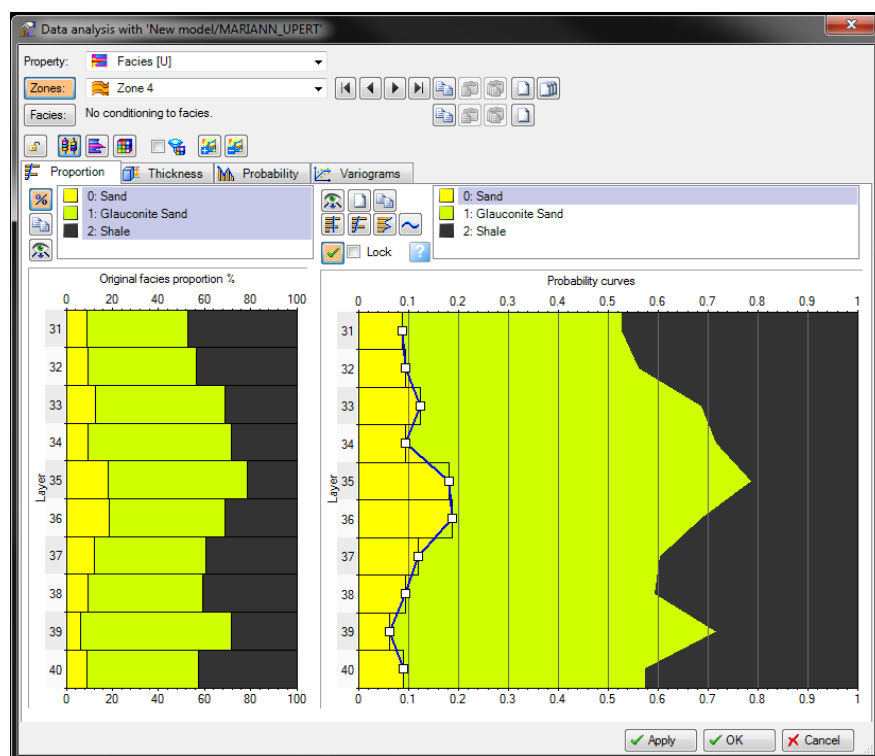 Data analysis with 'New model/MARIANN_UPERT'
Property: Facies [U]
Zones: Zone 4
Facies: No conditioning to facies.
Proportion Thickness Probability Variograms
%
0: Sand
1: Glauconite Sand
2: Shale
0: Sand
1: Glauconite Sand
2: Shale
Lock ?
Original facies proportion %
0 20 40 60 80 100
31
32
33
34
35
36
37
38
39
40
Layer
0 20 40 60 80 100
Probability curves
0 0.1 0.2 0.3 0.4 0.5 0.6 0.7 0.8 0.9 1
31
32
33
34
35
36
37
38
39
40
Layer
0 0.1 0.2 0.3 0.4 0.5 0.6 0.7 0.8 0.9 1
Apply OK Cancel